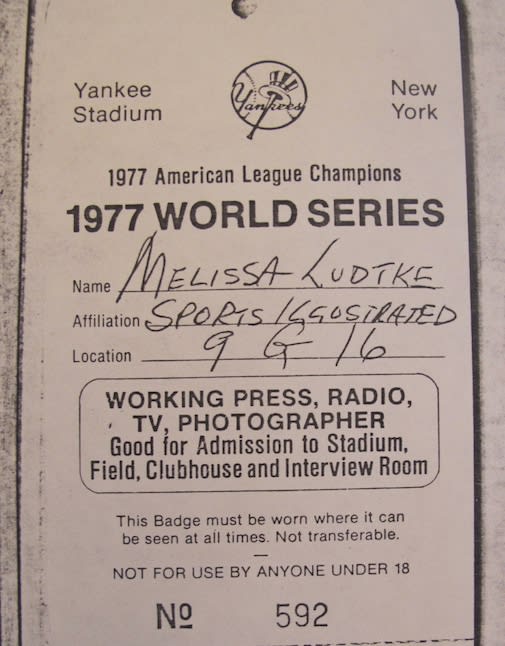 Yankee Stadium
Yankees
New York
1977 American League Champions
1977 WORLD SERIES
Name MELISSA LUDTKE
Affiliation SPORTS ILLUSTRATED
Location 9 G 16
WORKING PRESS, RADIO,
TV, PHOTOGRAPHER
Good for Admission to Stadium,
Field, Clubhouse and Interview Room
This Badge must be worn where it can
be seen at all times. Not transferable.
NOT FOR USE BY ANYONE UNDER 18
Nº 592